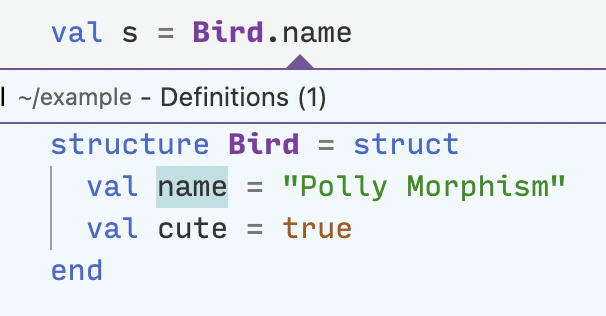 val s = Bird.name
~/example - Definitions (1)
structure Bird = struct
val name = "Polly Morphism"
val cute = true
end